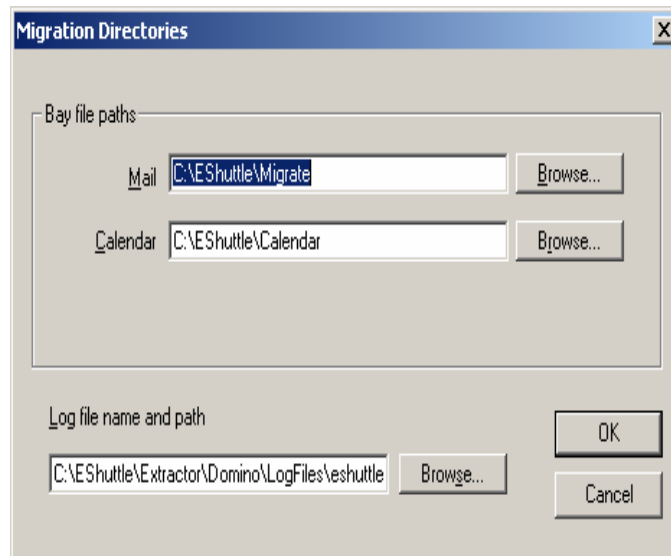 Migration Directories
Bay file paths
Mail C:\EShuttle\Migrate Browse...
Calendar C:\EShuttle\Calendar Browse...
Log file name and path
C:\EShuttle\Extractor\Domino\LogFiles\eshuttle Browse...
OK
Cancel